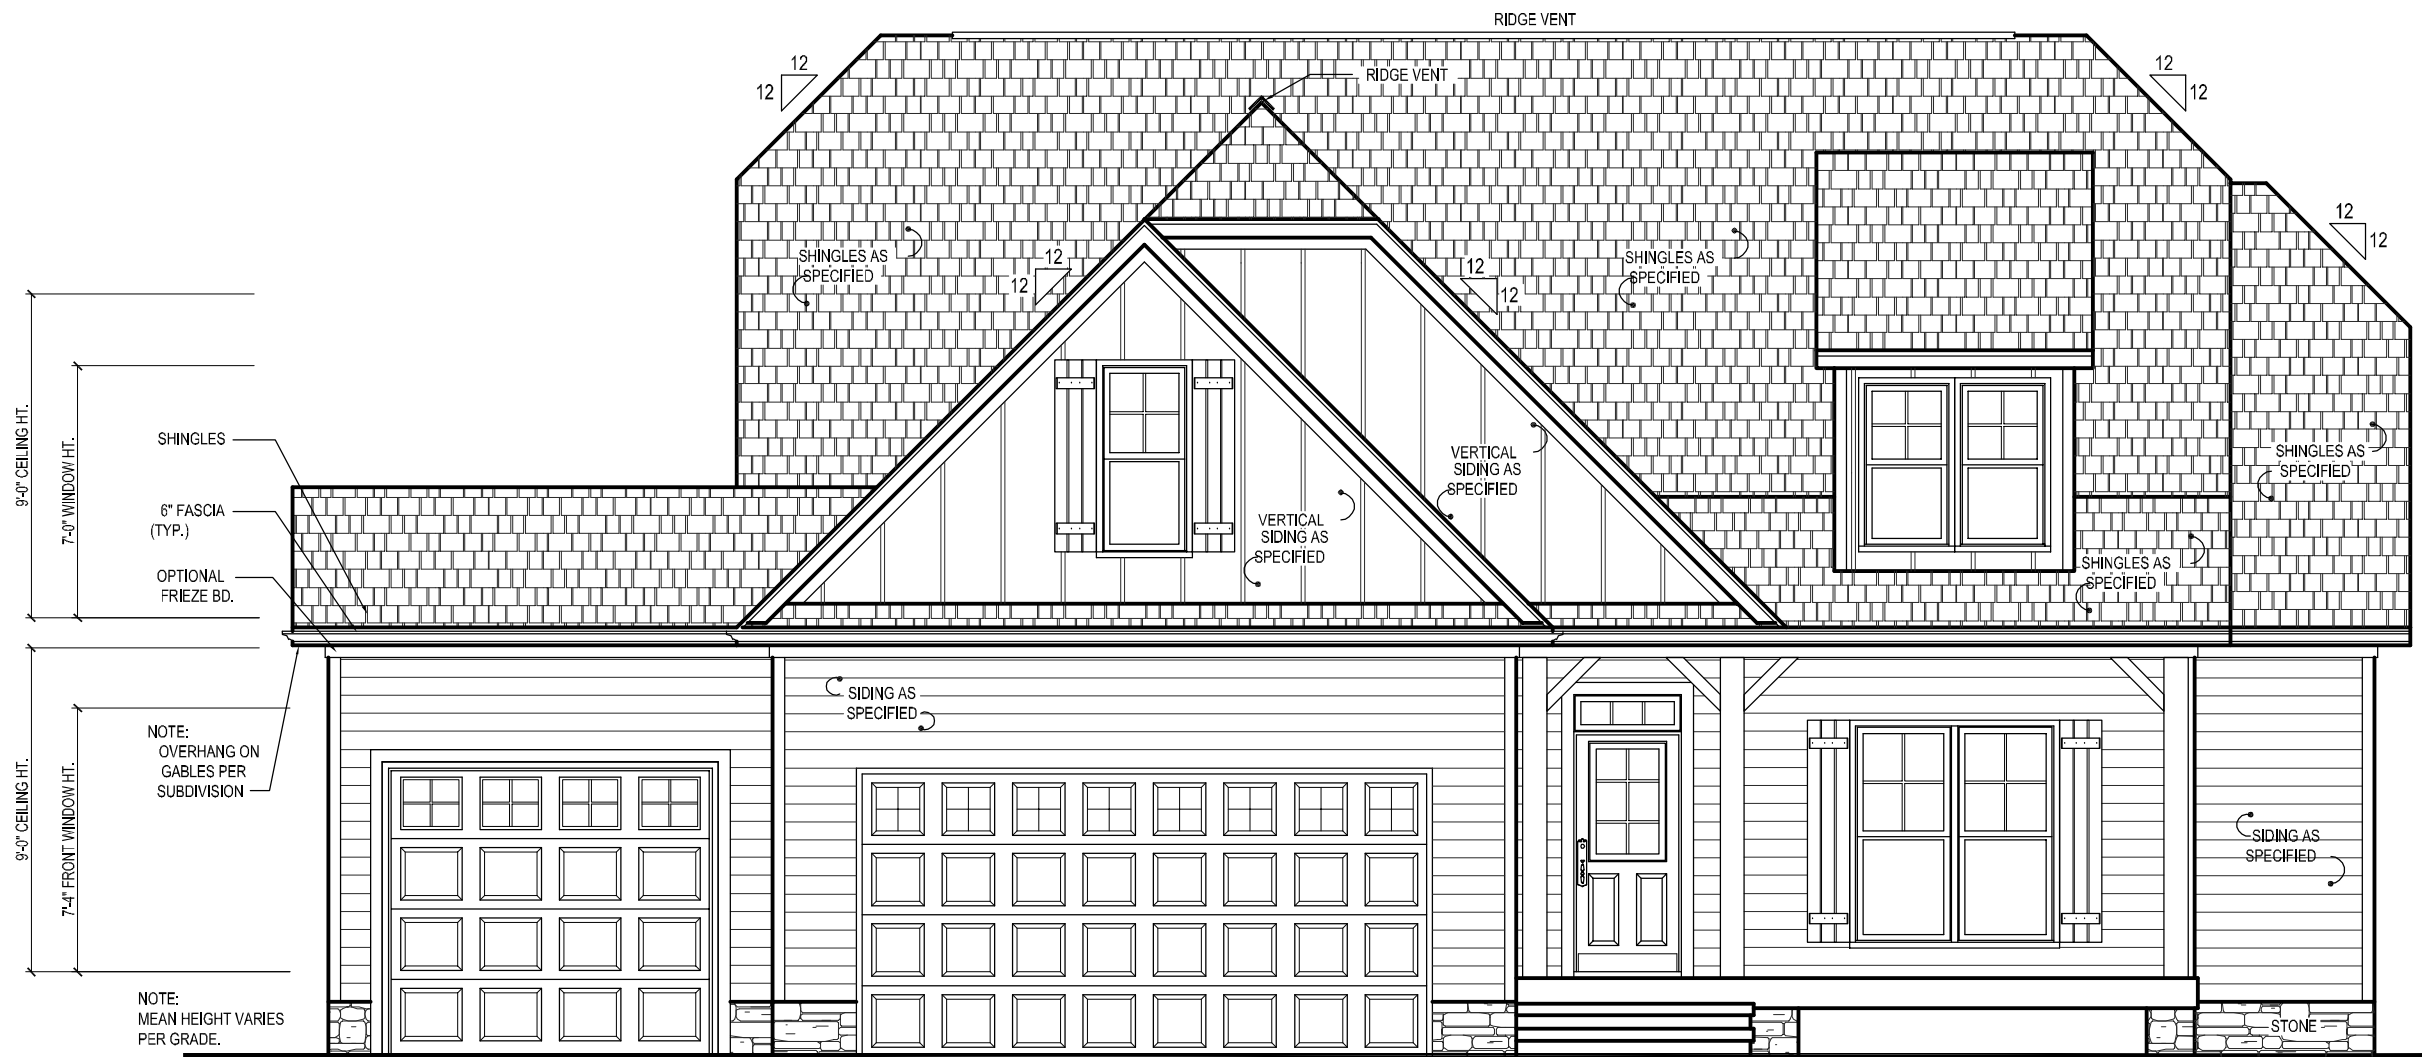 RIDGE VENT
RIDGE VENT
12
12
12
12
12
12
12
12
12
12
SHINGLES AS
SPECIFIED
SHINGLES AS
SPECIFIED
9'-0" CEILING HT.
7'-0" WINDOW HT.
SHINGLES
6" FASCIA
(TYP.)
OPTIONAL
FRIEZE BD.
VERTICAL
SIDING AS
SPECIFIED
VERTICAL
SIDING AS
SPECIFIED
SHINGLES AS
SPECIFIED
SHINGLES AS
SPECIFIED
9'-0" CEILING HT.
7'-4" FRONT WINDOW HT.
NOTE:
OVERHANG ON
GABLES PER
SUBDIVISION
SIDING AS
SPECIFIED
SIDING AS
SPECIFIED
NOTE:
MEAN HEIGHT VARIES
PER GRADE.
STONE